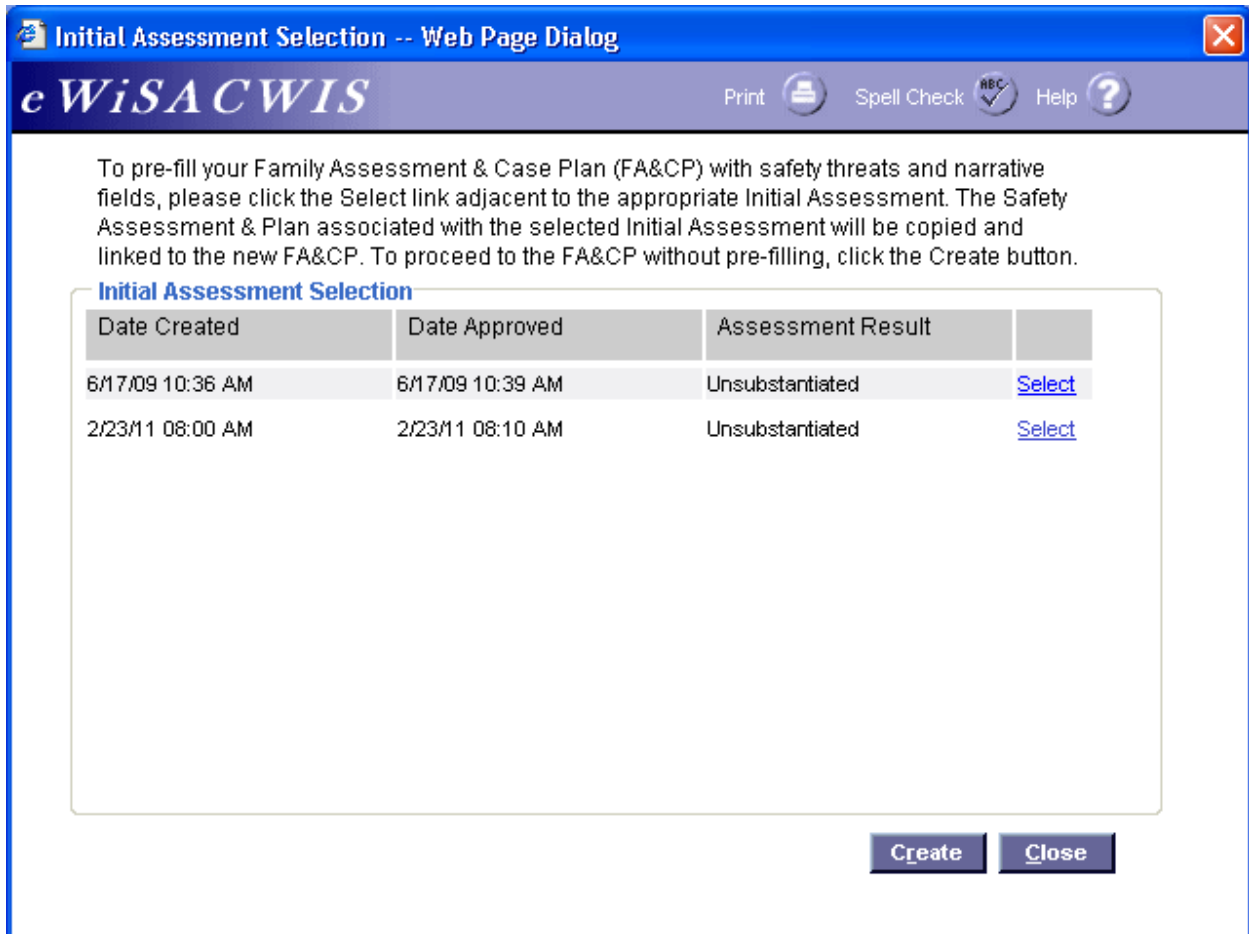 Initial Assessment Selection -- Web Page Dialog
e WiSACWIS Print ABC Spell Check Help ?
To pre-fill your Family Assessment & Case Plan (FA&CP) with safety threats and narrative
fields, please click the Select link adjacent to the appropriate Initial Assessment. The Safety
Assessment & Plan associated with the selected Initial Assessment will be copied and
linked to the new FA&CP. To proceed to the FA&CP without pre-filling, click the Create button.
Initial Assessment Selection
Date Created Date Approved Assessment Result
6/17/09 10:36 AM 6/17/09 10:39 AM Unsubstantiated Select
2/23/11 08:00 AM 2/23/11 08:10 AM Unsubstantiated Select
Create Close